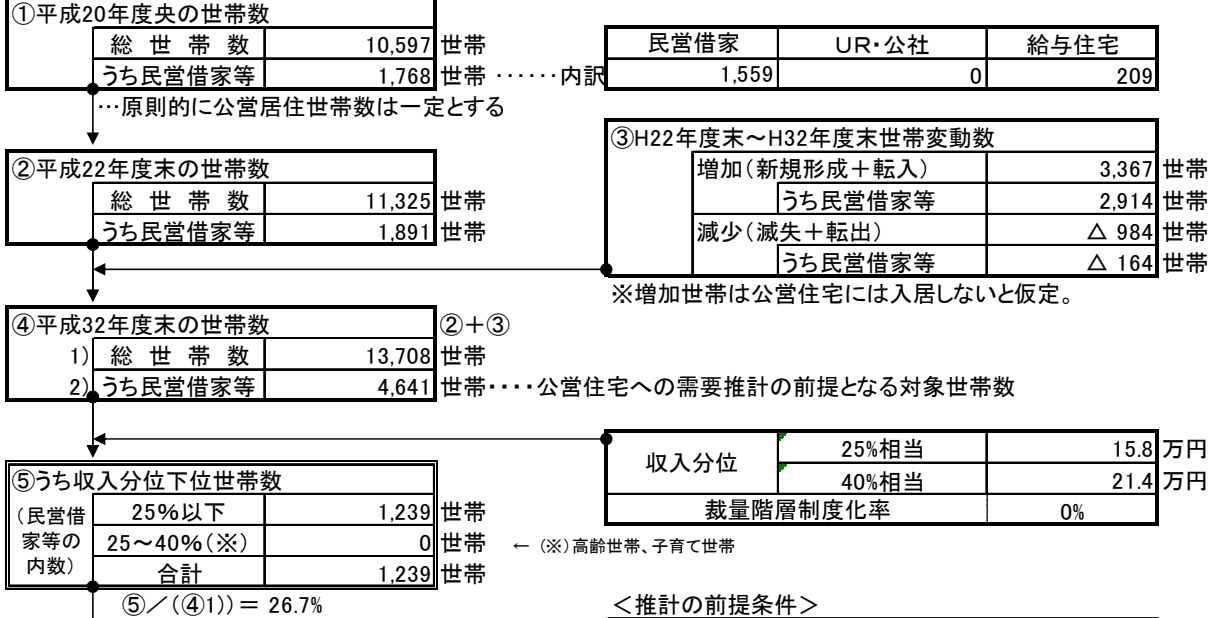 ①平成20年度央の世帯数
総 世 帯 数 10,597 世帯
うち民営借家等 1,768 世帯 ……内訳
…原則的に公営居住世帯数は一定とする
民営借家 UR・公社 給与住宅
1,559 0 209
②平成22年度末の世帯数
総 世 帯 数 11,325 世帯
うち民営借家等 1,891 世帯
③H22年度末～H32年度末世帯変動数
増加（新規形成＋転入） 3,367 世帯
うち民営借家等 2,914 世帯
減少（滅失＋転出） △ 984 世帯
うち民営借家等 △ 164 世帯
※増加世帯は公営住宅には入居しないと仮定。
④平成32年度末の世帯数 ②＋③
1) 総 世 帯 数 13,708 世帯
2) うち民営借家等 4,641 世帯・・・・公営住宅への需要推計の前提となる対象世帯数
収入分位 25%相当 15.8 万円
40%相当 21.4 万円
裁量階層制度化率 0%
⑤うち収入分位下位世帯数
（民営借家等の内数） 25%以下 1,239 世帯
25～40%（※） 0 世帯 ← （※）高齢世帯、子育て世帯
合計 1,239 世帯
⑤／（④1））＝ 26.7%
＜推計の前提条件＞